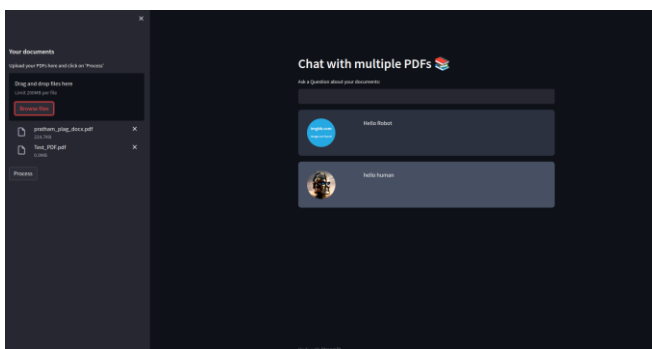 Your documents
Upload your PDFs here and click on 'Process'
Drag and drop files here
Limit 200MB per file
Browse files
pratham_plag_docx.pdf
Test_PDF.pdf
Process
Chat with multiple PDFs
Ask a Question about your documents:
Hello Robot
hello human